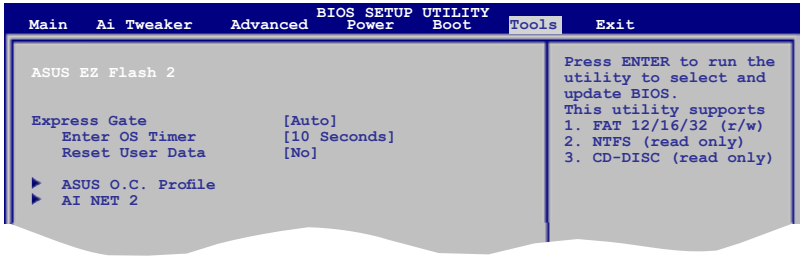 BIOS SETUP UTILITY
Main Ai Tweaker Advanced Power Boot Tools Exit
ASUS EZ Flash 2
Express Gate [Auto]
Enter OS Timer [10 Seconds]
Reset User Data [No]
ASUS O.C. Profile
AI NET 2
Press ENTER to run the
utility to select and
update BIOS.
This utility supports
1. FAT 12/16/32 (r/w)
2. NTFS (read only)
3. CD-DISC (read only)